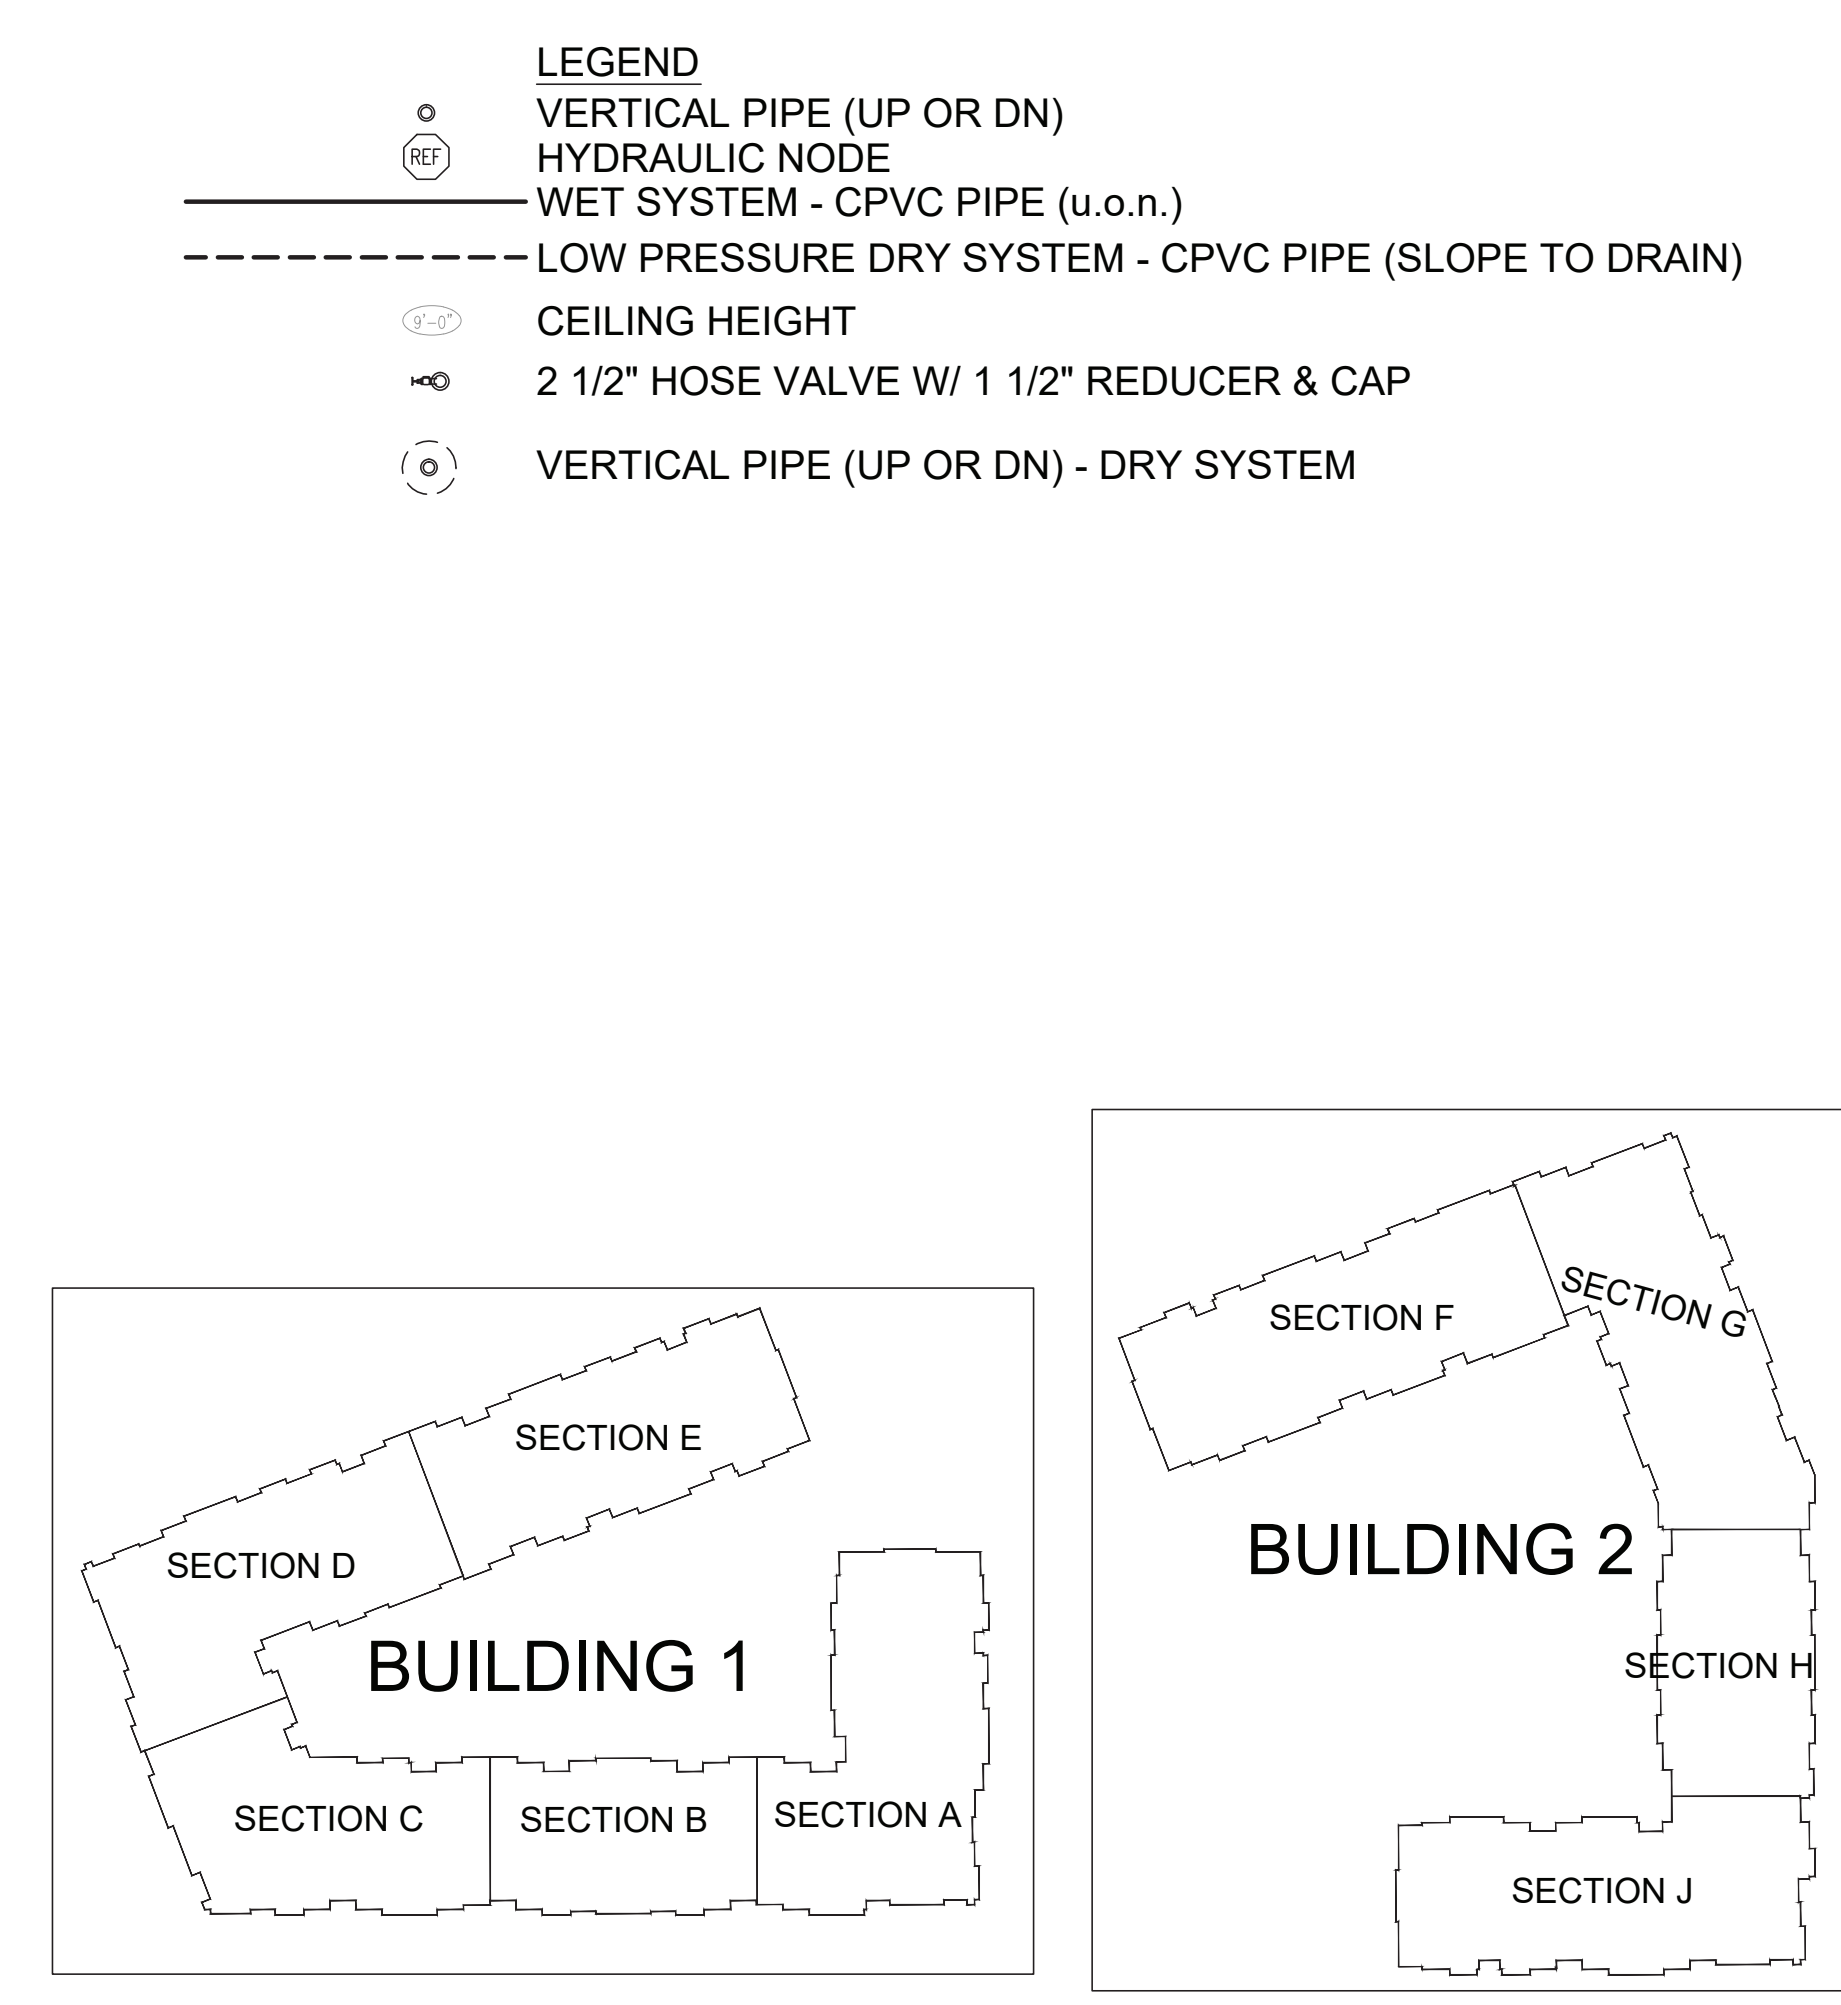 LEGEND
VERTICAL PIPE (UP OR DN)
REF
HYDRAULIC NODE
WET SYSTEM - CPVC PIPE (u.o.n.)
LOW PRESSURE DRY SYSTEM - CPVC PIPE (SLOPE TO DRAIN)
9'-0"
CEILING HEIGHT
2 1/2" HOSE VALVE W/ 1 1/2" REDUCER & CAP
VERTICAL PIPE (UP OR DN) - DRY SYSTEM
SECTION E
SECTION D
BUILDING 1
SECTION C
SECTION B
SECTION A
SECTION F
SECTION G
BUILDING 2
SECTION H
SECTION J